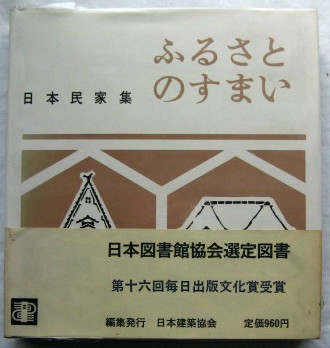 ふるさと
のすまい
日本民家集
日本図書館協会選定図書
第十六回毎日出版文化賞受賞
編集発行 日本建築協会 定価960円